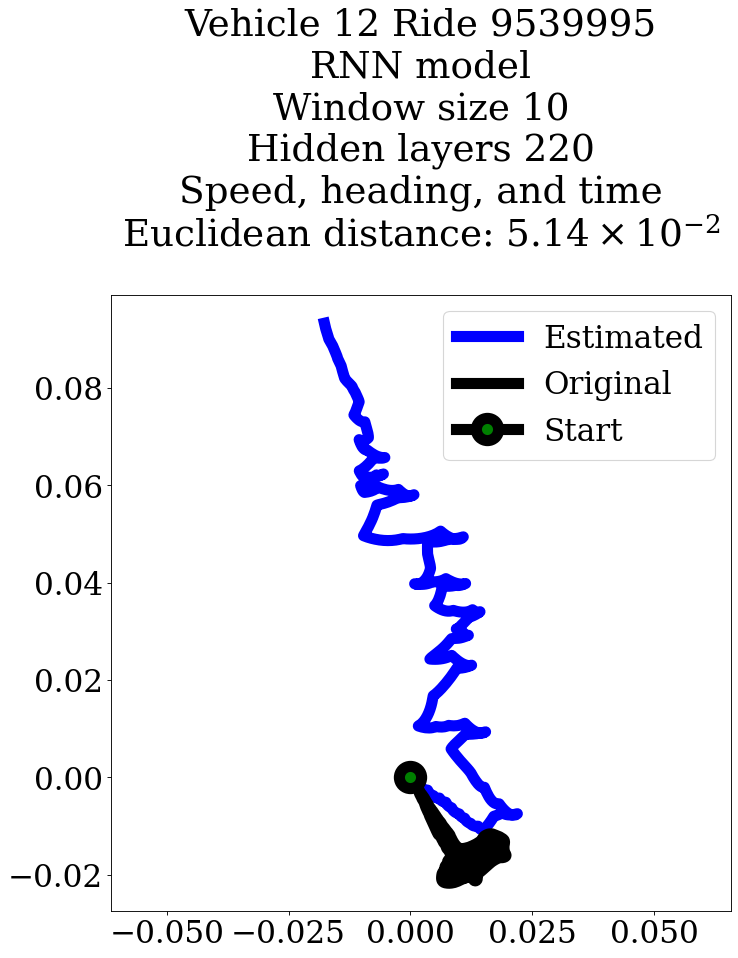 Vehicle 12 Ride 9539995
RNN model
Window size 10
Hidden layers 220
Speed, heading, and time
Euclidean distance: 5.14 × 10⁻²
Estimated
Original
Start
0.08
0.06
0.04
0.02
0.00
−0.02
−0.050 −0.025 0.000 0.025 0.050